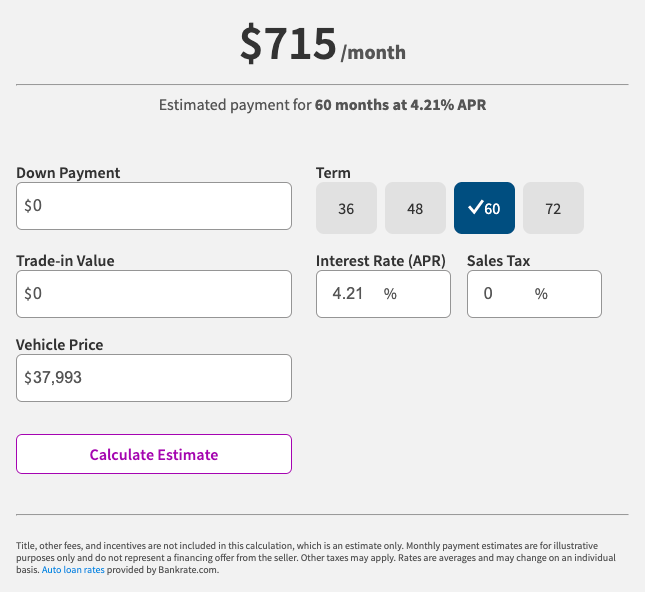 $715 /month
Estimated payment for 60 months at 4.21% APR
Down Payment
$0
Term
36 48 60 72
Trade-in Value
$0
Interest Rate (APR) Sales Tax
4.21 % 0 %
Vehicle Price
$37,993
Calculate Estimate
Title, other fees, and incentives are not included in this calculation, which is an estimate only. Monthly payment estimates are for illustrative
purposes only and do not represent a financing offer from the seller. Other taxes may apply. Rates are averages and may change on an individual
basis. Auto loan rates provided by Bankrate.com.